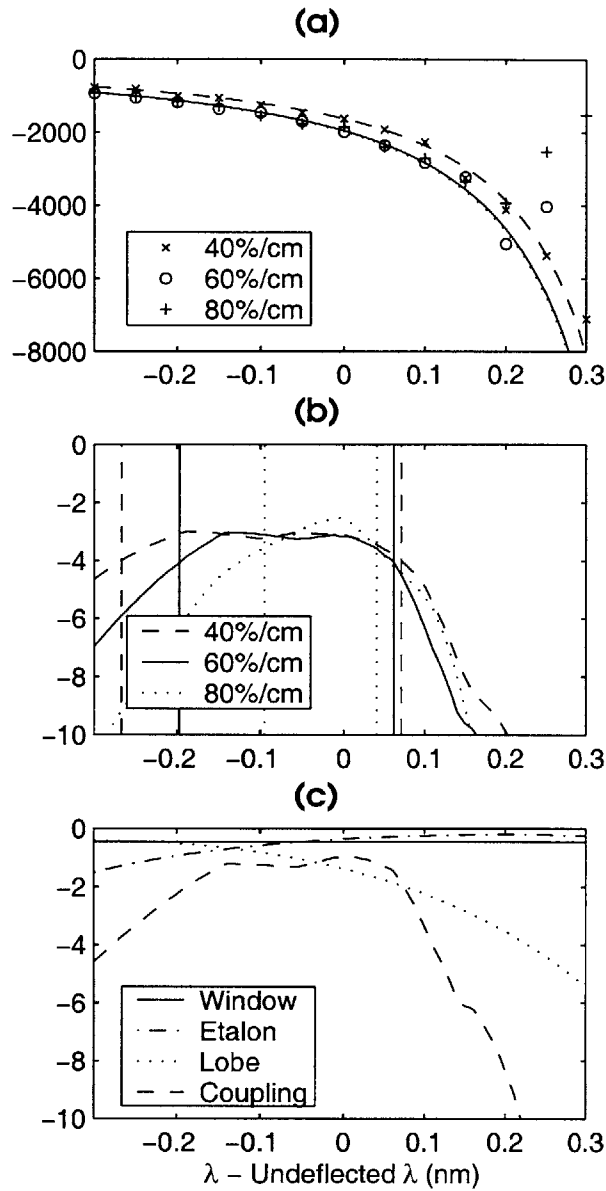 (a)
0
−2000
−4000
−6000
−8000
× 40%/cm
○ 60%/cm
+ 80%/cm
−0.2 −0.1 0 0.1 0.2 0.3
(b)
0
−2
−4
−6
−8
−10
40%/cm
60%/cm
80%/cm
−0.2 −0.1 0 0.1 0.2 0.3
(c)
0
−2
−4
−6
−8
−10
Window
Etalon
Lobe
Coupling
−0.2 −0.1 0 0.1 0.2 0.3
λ − Undeflected λ (nm)